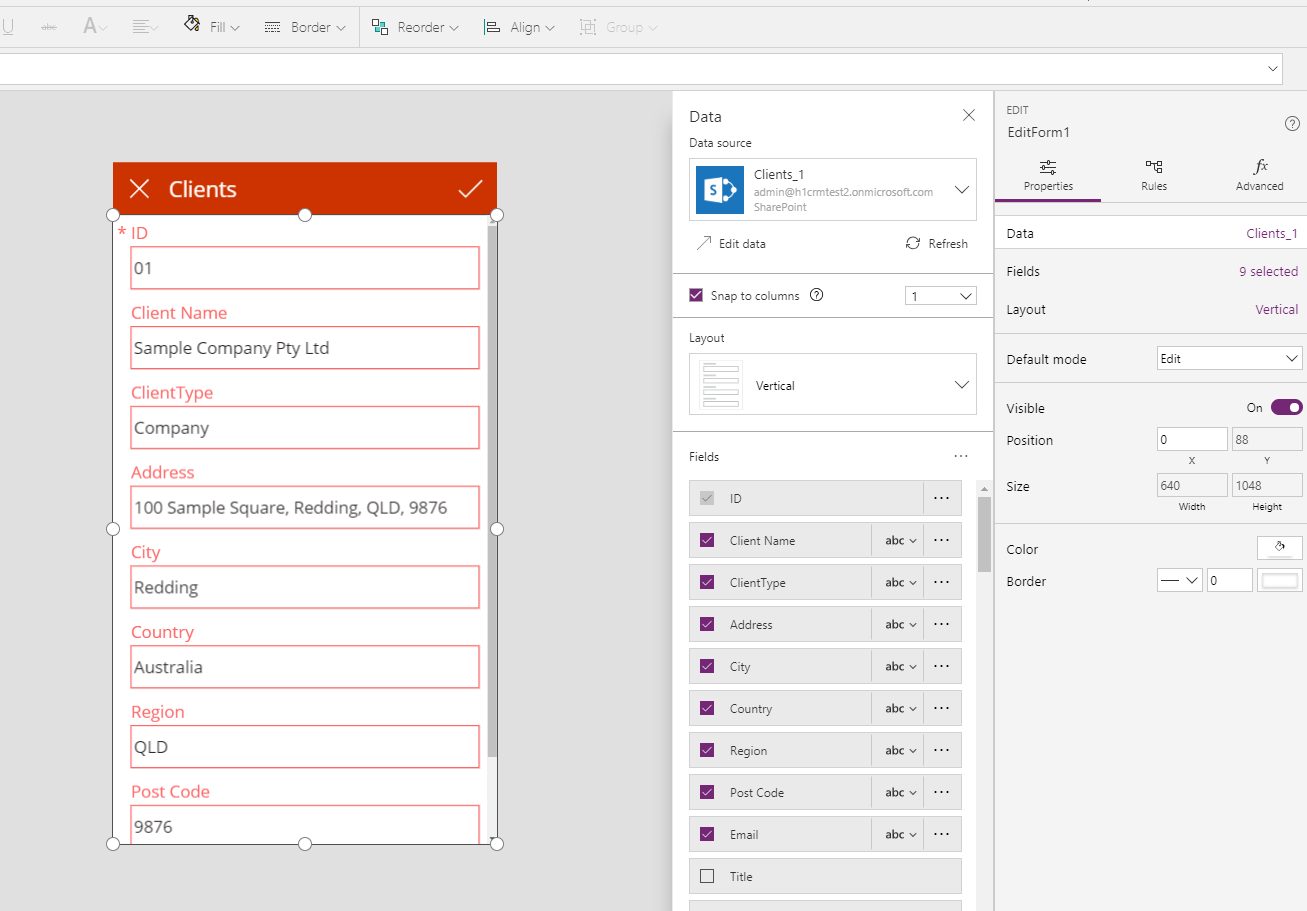 U abc A Fill Border Reorder Align Group
Clients
* ID
01
Client Name
Sample Company Pty Ltd
ClientType
Company
Address
100 Sample Square, Redding, QLD, 9876
City
Redding
Country
Australia
Region
QLD
Post Code
9876
Data
Data source
S
Clients_1
admin@h1crmtest2.onmicrosoft.com
SharePoint
Edit data Refresh
Snap to columns ? 1
Layout
Vertical
Fields ...
ID ...
Client Name abc ...
ClientType abc ...
Address abc ...
City abc ...
Country abc ...
Region abc ...
Post Code abc ...
Email abc ...
Title
EDIT
EditForm1 ?
fx
Properties Rules Advanced
Data Clients_1
Fields 9 selected
Layout Vertical
Default mode Edit
Visible On
Position 0 88
X Y
Size 640 1048
Width Height
Color
Border 0